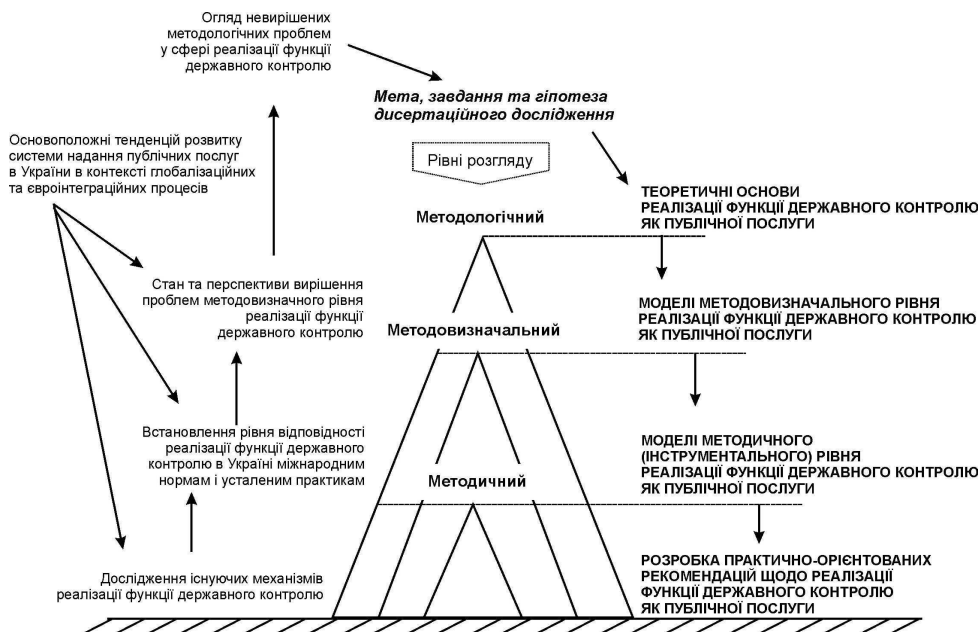 Огляд невирішених
методологічних проблем
у сфері реалізації функції
державного контролю
Мета, завдання та гіпотеза
дисертаційного дослідження
Основоположні тенденцій розвитку
системи надання публічних послуг
в України в контексті глобалізаційних
та євроінтеграційних процесів
Рівні розгляду
ТЕОРЕТИЧНІ ОСНОВИ
РЕАЛІЗАЦІЇ ФУНКЦІЇ ДЕРЖАВНОГО КОНТРОЛЮ
ЯК ПУБЛІЧНОЇ ПОСЛУГИ
Методологічний
Стан та перспективи вирішення
проблем методовизначного рівня
реалізації функції
державного контролю
МОДЕЛІ МЕТОДОВИЗНАЧАЛЬНОГО РІВНЯ
РЕАЛІЗАЦІЇ ФУНКЦІЇ ДЕРЖАВНОГО КОНТРОЛЮ
ЯК ПУБЛІЧНОЇ ПОСЛУГИ
Методовизначальний
Встановлення рівня відповідності
реалізації функції державного
контролю в Україні міжнародним
нормам і усталеним практикам
МОДЕЛІ МЕТОДИЧНОГО
(ІНСТРУМЕНТАЛЬНОГО) РІВНЯ
РЕАЛІЗАЦІЇ ФУНКЦІЇ ДЕРЖАВНОГО КОНТРОЛЮ
ЯК ПУБЛІЧНОЇ ПОСЛУГИ
Методичний
Дослідження існуючих механізмів
реалізації функції державного контролю
РОЗРОБКА ПРАКТИЧНО-ОРІЄНТОВАНИХ
РЕКОМЕНДАЦІЙ ЩОДО РЕАЛІЗАЦІЇ
ФУНКЦІЇ ДЕРЖАВНОГО КОНТРОЛЮ
ЯК ПУБЛІЧНОЇ ПОСЛУГИ